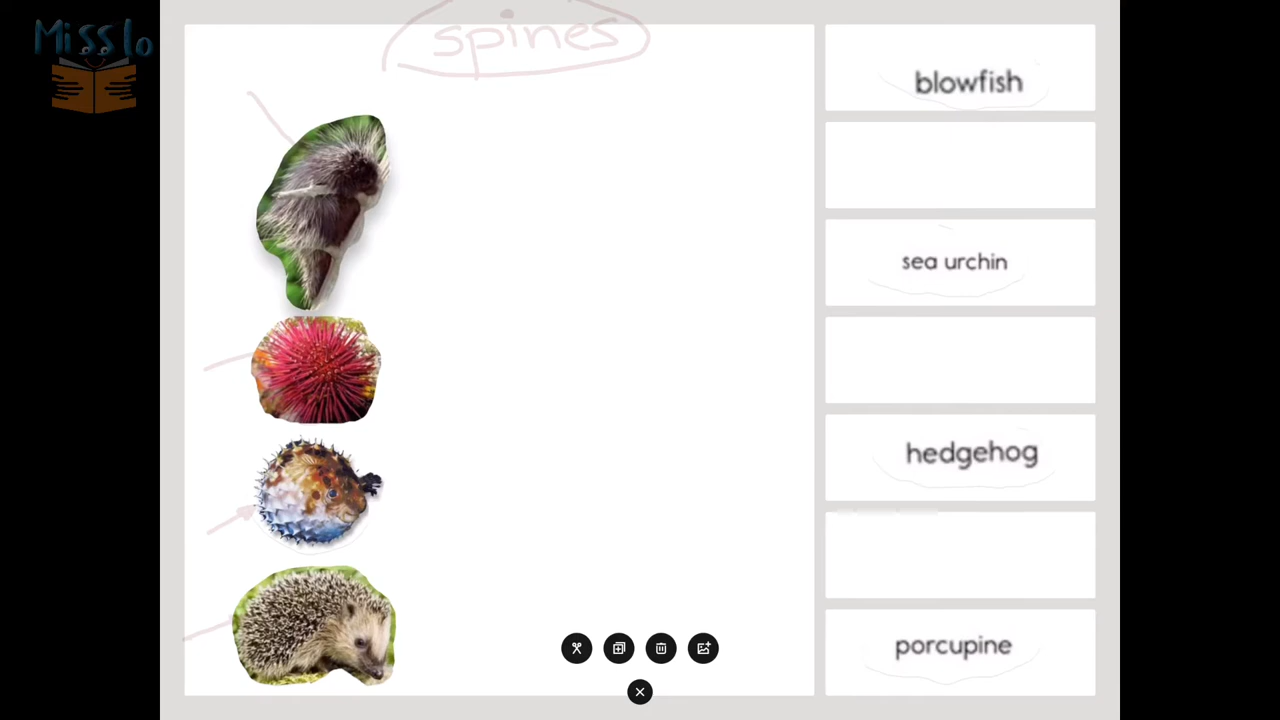 Miss lo
spines
blowfish
sea urchin
hedgehog
porcupine